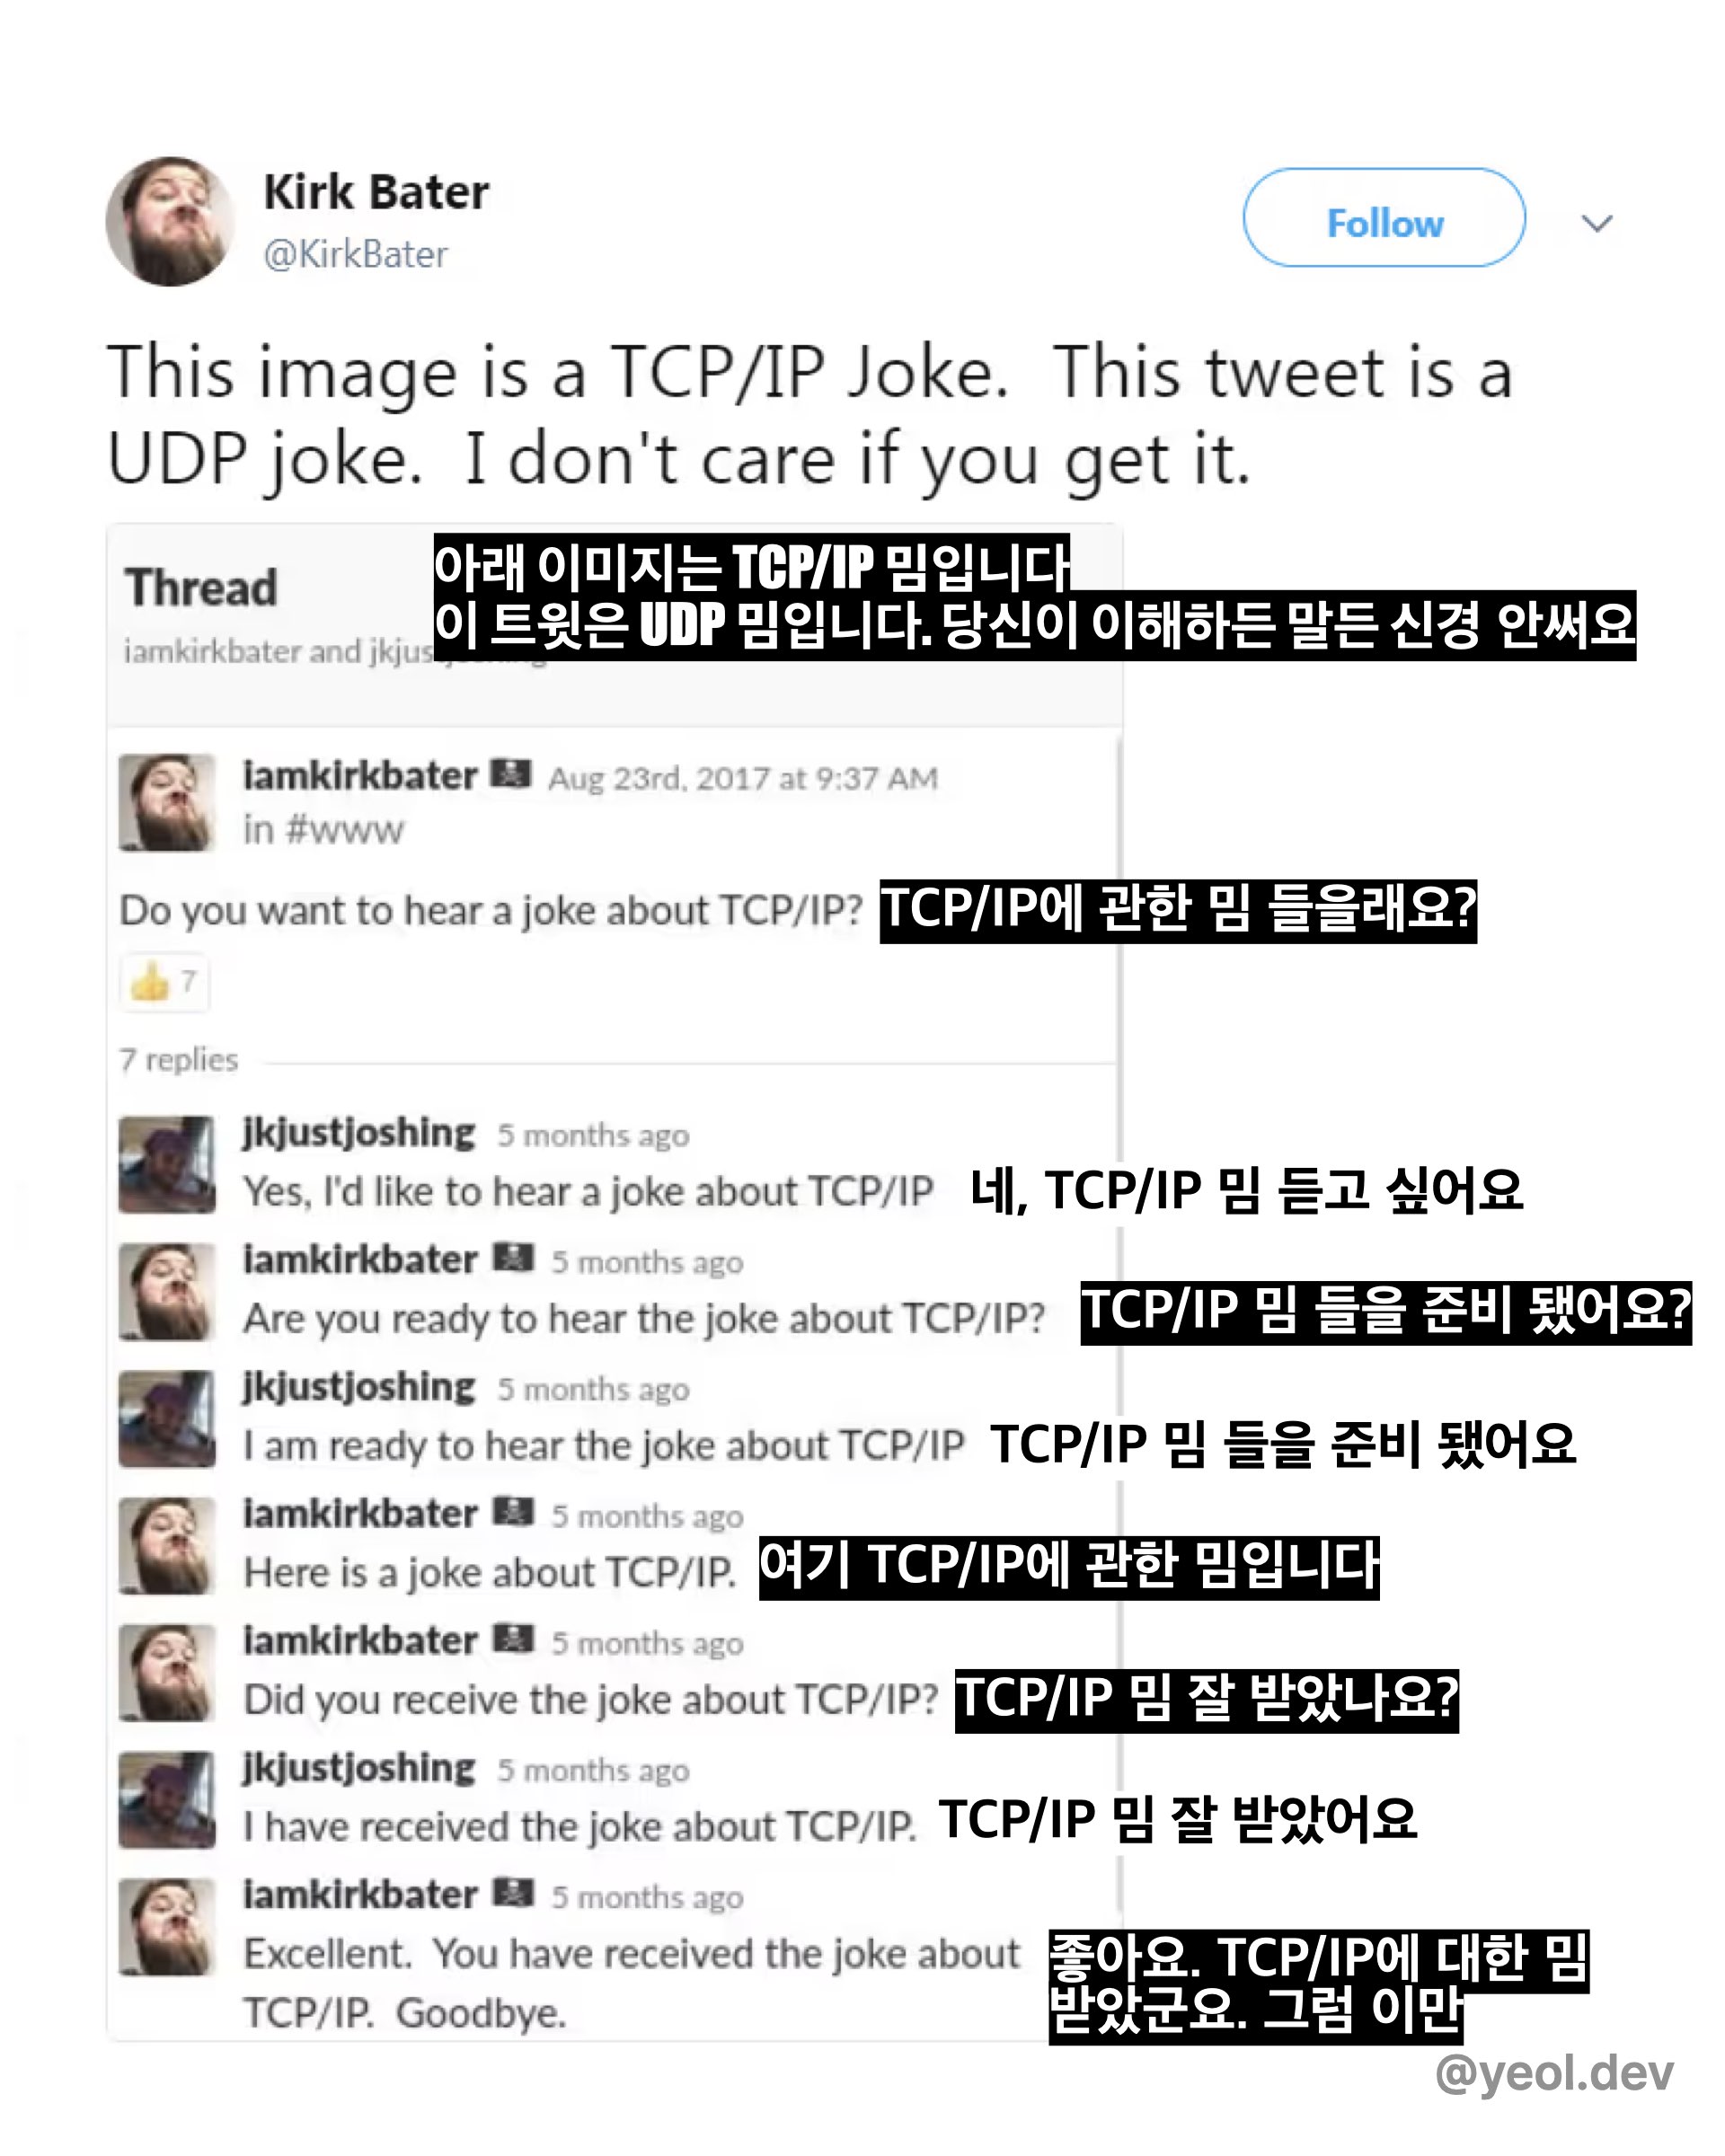 Kirk Bater
@KirkBater
Follow
This image is a TCP/IP Joke.  This tweet is a
UDP joke.  I don't care if you get it.
아래 이미지는 TCP/IP 밈입니다
이 트윗은 UDP 밈입니다. 당신이 이해하든 말든 신경 안써요
Thread
iamkirkbater and
iamkirkbater Aug 23rd, 2017 at 9:37 AM
in #www
Do you want to hear a joke about TCP/IP? TCP/IP에 관한 밈 들을래요?
7
7 replies
jkjustjoshing 5 months ago
Yes, I'd like to hear a joke about TCP/IP 네, TCP/IP 밈 듣고 싶어요
iamkirkbater 5 months ago
Are you ready to hear the joke about TCP/IP? TCP/IP 밈 들을 준비 됐어요?
jkjustjoshing 5 months ago
I am ready to hear the joke about TCP/IP TCP/IP 밈 들을 준비 됐어요
iamkirkbater 5 months ago
Here is a joke about TCP/IP. 여기 TCP/IP에 관한 밈입니다
iamkirkbater 5 months ago
Did you receive the joke about TCP/IP? TCP/IP 밈 잘 받았나요?
jkjustjoshing 5 months ago
I have received the joke about TCP/IP. TCP/IP 밈 잘 받았어요
iamkirkbater 5 months ago
Excellent.  You have received the joke about
TCP/IP.  Goodbye.
좋아요. TCP/IP에 대한 밈
받았군요. 그럼 이만
@yeol.dev